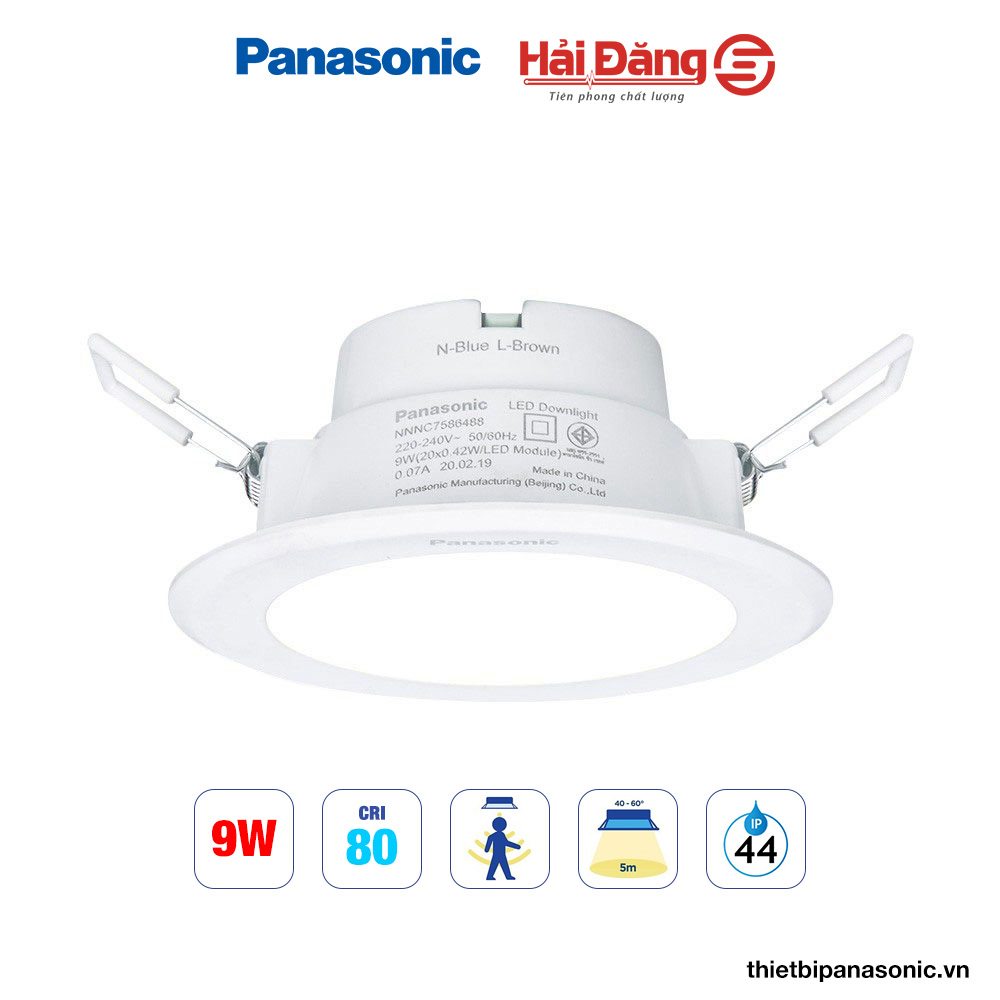 Panasonic
Hải Đăng
Tiên phong chất lượng
N-Blue L-Brown
Panasonic LED Downlight
NNNC7586488
220-240V~ 50/60Hz
9W(20x0.42W/LED Module)
0.07A 20.02.19
Made in China
Panasonic Manufacturing (Beijing) Co.,Ltd
Panasonic
9W
CRI
80
40 - 60°
5m
IP
44
thietbipanasonic.vn